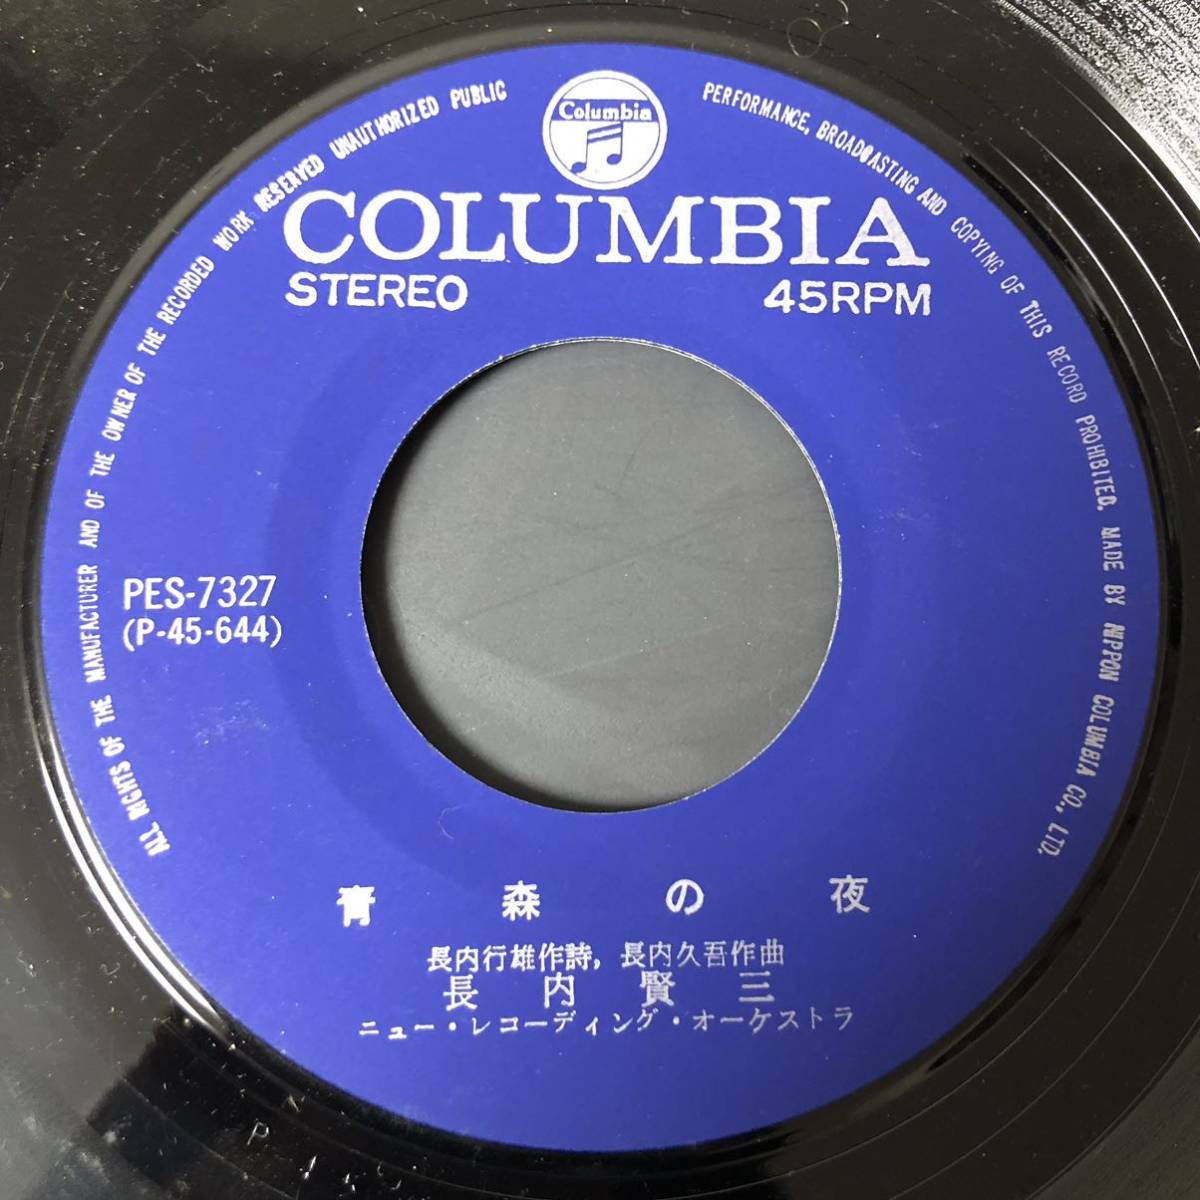 Columbia
COLUMBIA
STEREO 45RPM
ALL RIGHTS OF THE MANUFACTURER AND OF THE OWNER OF THE RECORDED WORK RESERVED UNAUTHORIZED PUBLIC PERFORMANCE, BROADCASTING AND COPYING OF THIS RECORD PROHIBITED. MADE BY NIPPON COLUMBIA CO., LTD.
PES-7327
(P-45-644)
青森の夜
長内行雄作詩, 長内久吾作曲
長内賢三
ニュー・レコーディング・オーケストラ
P